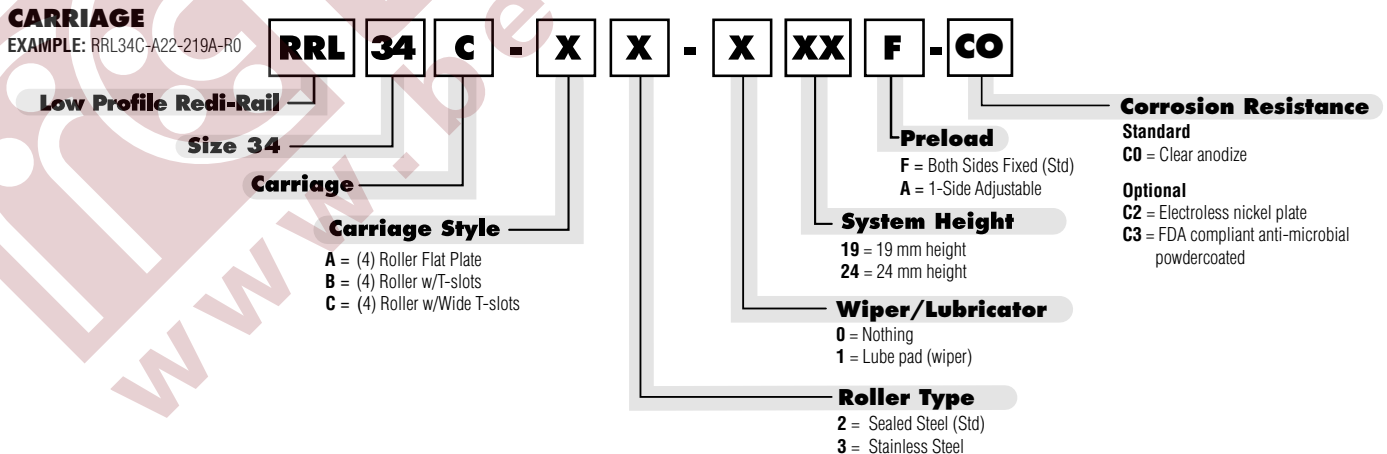 CARRIAGE
EXAMPLE: RRL34C-A22-219A-R0
RRL 34 C - X X - X XX F - CO
Low Profile Redi-Rail
Size 34
Carriage
Carriage Style
A = (4) Roller Flat Plate
B = (4) Roller w/T-slots
C = (4) Roller w/Wide T-slots
Preload
F = Both Sides Fixed (Std)
A = 1-Side Adjustable
System Height
19 = 19 mm height
24 = 24 mm height
Wiper/Lubricator
0 = Nothing
1 = Lube pad (wiper)
Roller Type
2 = Sealed Steel (Std)
3 = Stainless Steel
Corrosion Resistance
Standard
C0 = Clear anodize
Optional
C2 = Electroless nickel plate
C3 = FDA compliant anti-microbial
powdercoated